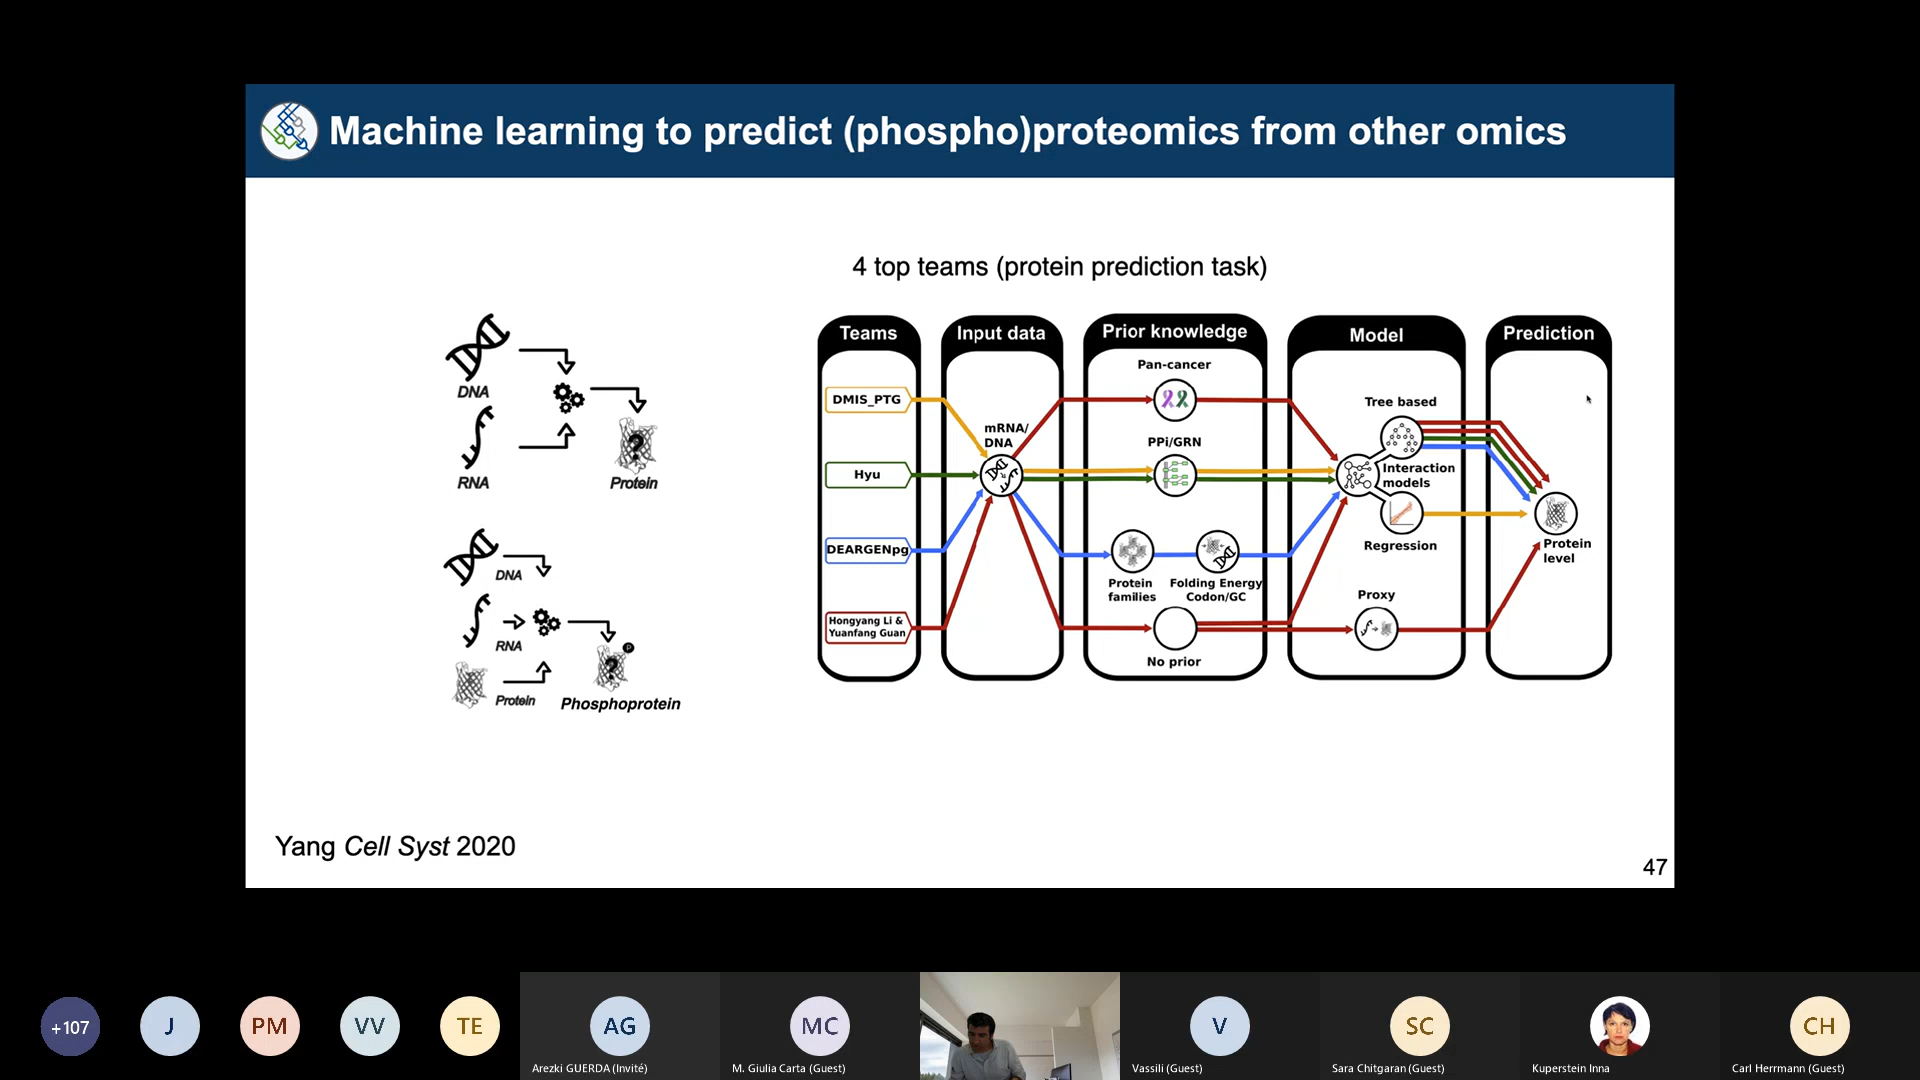 Machine learning to predict (phospho)proteomics from other omics
4 top teams (protein prediction task)
DNA
RNA
?
Protein
DNA
RNA
Protein
?
P
Phosphoprotein
Teams
Input data
Prior knowledge
Model
Prediction
DMIS_PTG
Hyu
DEARGENpg
Hongyang Li &
Yuanfang Guan
mRNA/
DNA
Pan-cancer
PPi/GRN
Protein
families
Folding Energy
Codon/GC
No prior
Tree based
Interaction
models
Regression
Proxy
Protein
level
Yang Cell Syst 2020
47
+107
J
PM
VV
TE
AG
Arezki GUERDA (Invité)
MC
M. Giulia Carta (Guest)
V
Vassili (Guest)
SC
Sara Chitgaran (Guest)
Kuperstein Inna
CH
Carl Herrmann (Guest)